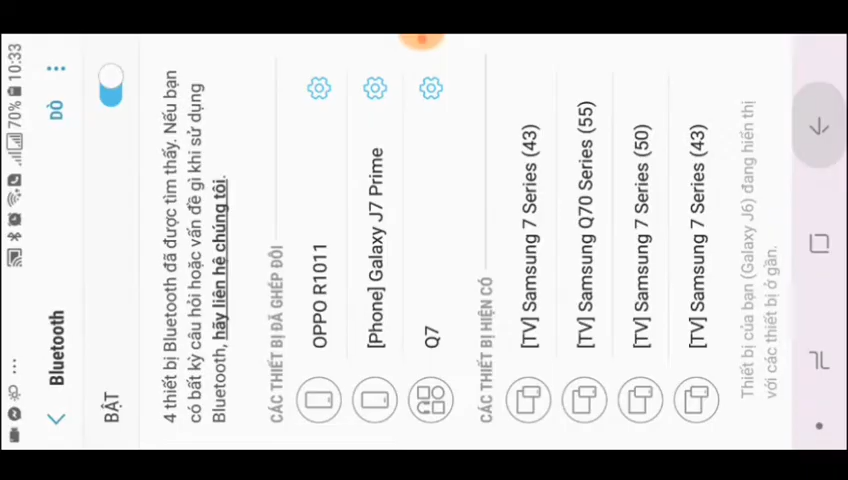 70% 10:33
Bluetooth
DÒ
BẬT
4 thiết bị Bluetooth đã được tìm thấy. Nếu bạn
có bất kỳ câu hỏi hoặc vấn đề gì khi sử dụng
Bluetooth, hãy liên hệ chúng tôi.
CÁC THIẾT BỊ ĐÃ GHÉP ĐÔI
OPPO R1011
[Phone] Galaxy J7 Prime
Q7
CÁC THIẾT BỊ HIỆN CÓ
[TV] Samsung 7 Series (43)
[TV] Samsung Q70 Series (55)
[TV] Samsung 7 Series (50)
[TV] Samsung 7 Series (43)
Thiết bị của bạn (Galaxy J6) đang hiển thị
với các thiết bị ở gần.